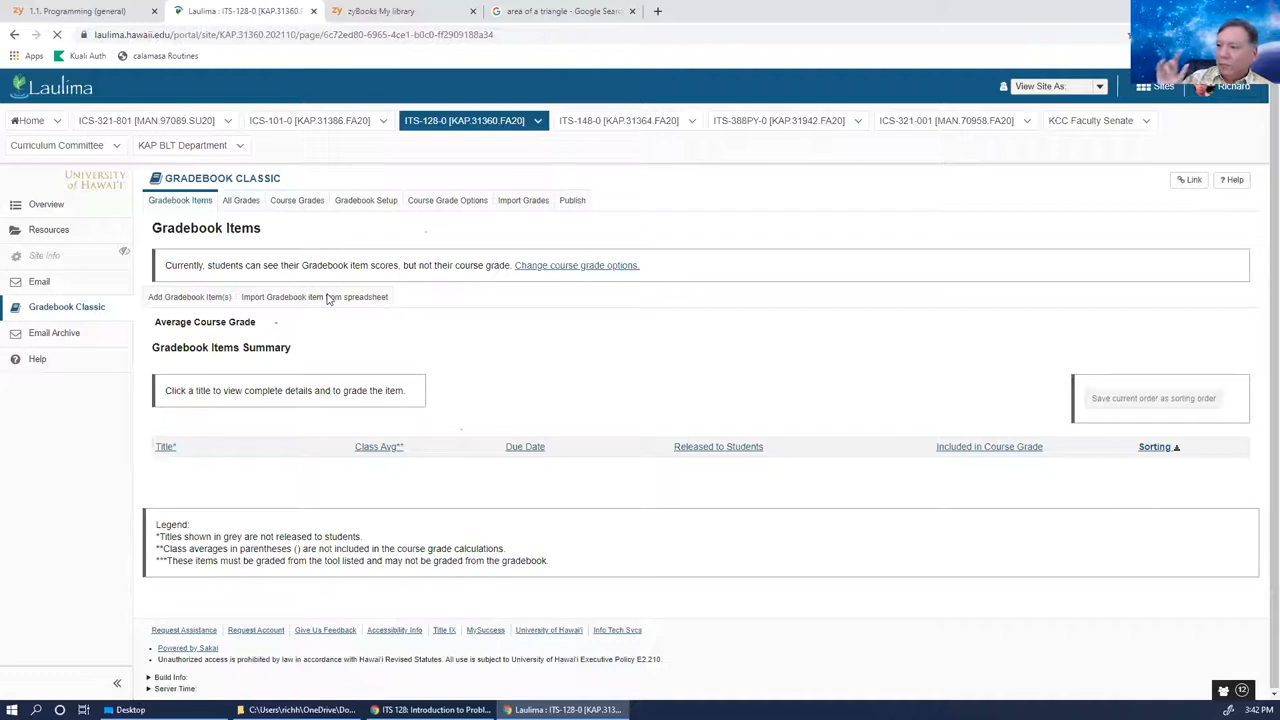 1.1. Programming (general)
Laulima : ITS-128-0 [KAP.31360.F
zyBooks My library
area of a triangle - Google Searc
laulima.hawaii.edu/portal/site/KAP.31360.202110/page/6c72ed80-6965-4ce1-b0c0-ff2909188a34
Apps
Kuali Auth
calamasa Routines
Laulima
View Site As:
Sites
Richard
Home
ICS-321-801 [MAN.97089.SU20]
ICS-101-0 [KAP.31386.FA20]
ITS-128-0 [KAP.31360.FA20]
ITS-148-0 [KAP.31364.FA20]
ITS-388PY-0 [KAP.31942.FA20]
ICS-321-001 [MAN.70958.FA20]
KCC Faculty Senate
Curriculum Committee
KAP BLT Department
UNIVERSITY
OF HAWAI'I
Overview
Resources
Site Info
Email
Gradebook Classic
Email Archive
Help
GRADEBOOK CLASSIC
Link
? Help
Gradebook Items
All Grades
Course Grades
Gradebook Setup
Course Grade Options
Import Grades
Publish
Gradebook Items
Currently, students can see their Gradebook item scores, but not their course grade. Change course grade options.
Add Gradebook Item(s)
Import Gradebook item from spreadsheet
Average Course Grade -
Gradebook Items Summary
Click a title to view complete details and to grade the item.
Save current order as sorting order
Title*
Class Avg**
Due Date
Released to Students
Included in Course Grade
Sorting
Legend:
*Titles shown in grey are not released to students.
**Class averages in parentheses () are not included in the course grade calculations.
***These items must be graded from the tool listed and may not be graded from the gradebook.
Request Assistance
Request Account
Give Us Feedback
Accessibility Info
Title IX
MySuccess
University of Hawai'i
Info Tech Svcs
Powered by Sakai
Unauthorized access is prohibited by law in accordance with Hawai'i Revised Statutes. All use is subject to University of Hawai'i Executive Policy E2.210.
Build Info:
Server Time:
12
Desktop
C:\Users\richh\OneDrive\Do...
ITS 128: Introduction to Probl...
Laulima : ITS-128-0 [KAP.313...
3:42 PM